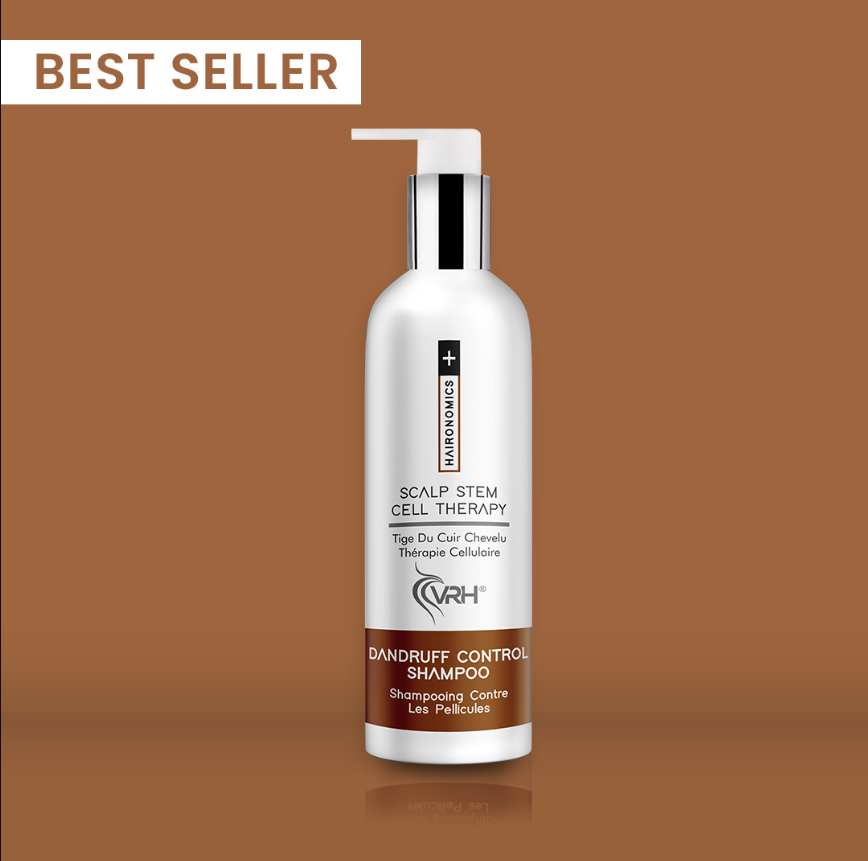 BEST SELLER
+
HAIRONOMICS
SCALP STEM
CELL THERAPY
Tige Du Cuir Chevelu
Thérapie Cellulaire
VRH®
DANDRUFF CONTROL
SHAMPOO
Shampooing Contre
Les Pellicules